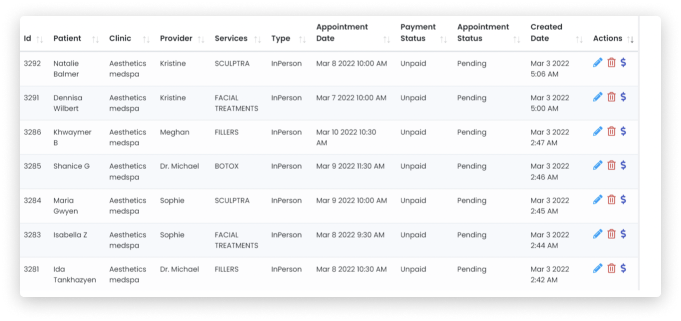 Id Patient Clinic Provider Services Type Appointment Date Payment Status Appointment Status Created Date Actions
3292 Natalie Balmer Aesthetics medspa Kristine SCULPTRA InPerson Mar 8 2022 10:00 AM Unpaid Pending Mar 3 2022 5:06 AM
3291 Dennisa Wilbert Aesthetics medspa Kristine FACIAL TREATMENTS InPerson Mar 7 2022 10:00 AM Unpaid Pending Mar 3 2022 5:00 AM
3286 Khwaymer B Aesthetics medspa Meghan FILLERS InPerson Mar 10 2022 10:30 AM Unpaid Pending Mar 3 2022 2:47 AM
3285 Shanice G Aesthetics medspa Dr. Michael BOTOX InPerson Mar 9 2022 11:30 AM Unpaid Pending Mar 3 2022 2:46 AM
3284 Maria Gwyen Aesthetics medspa Sophie SCULPTRA InPerson Mar 9 2022 10:00 AM Unpaid Pending Mar 3 2022 2:45 AM
3283 Isabella Z Aesthetics medspa Sophie FACIAL TREATMENTS InPerson Mar 8 2022 9:30 AM Unpaid Pending Mar 3 2022 2:44 AM
3281 Ida Tankhazyen Aesthetics medspa Dr. Michael FILLERS InPerson Mar 8 2022 10:30 AM Unpaid Pending Mar 3 2022 2:42 AM